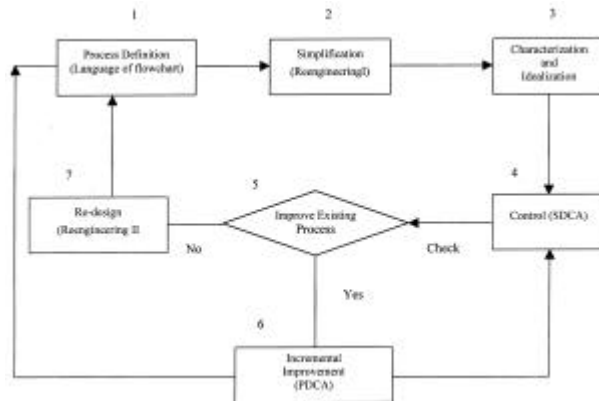 1
2
3
Process Definition
(Language of flowchart)
Simplification
(ReengineeringI)
Characterization
and
Idealization
7
5
4
Re-design
(Reengineering II
Improve Existing
Process
Control (SDCA)
No
Check
Yes
6
Incremental
Improvement
(PDCA)